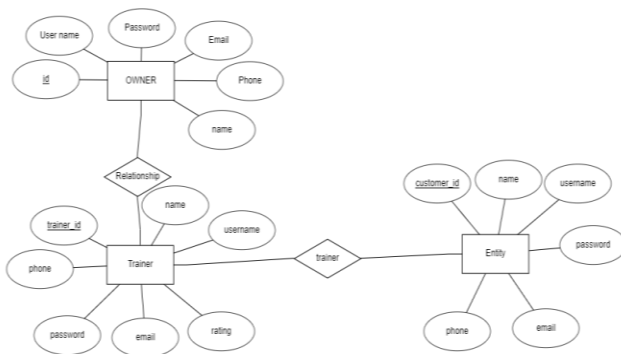 Password
User name
Email
id
OWNER
Phone
name
Relationship
customer_id
name
username
name
trainer_id
username
password
Entity
phone
Trainer
trainer
password
email
rating
phone
email